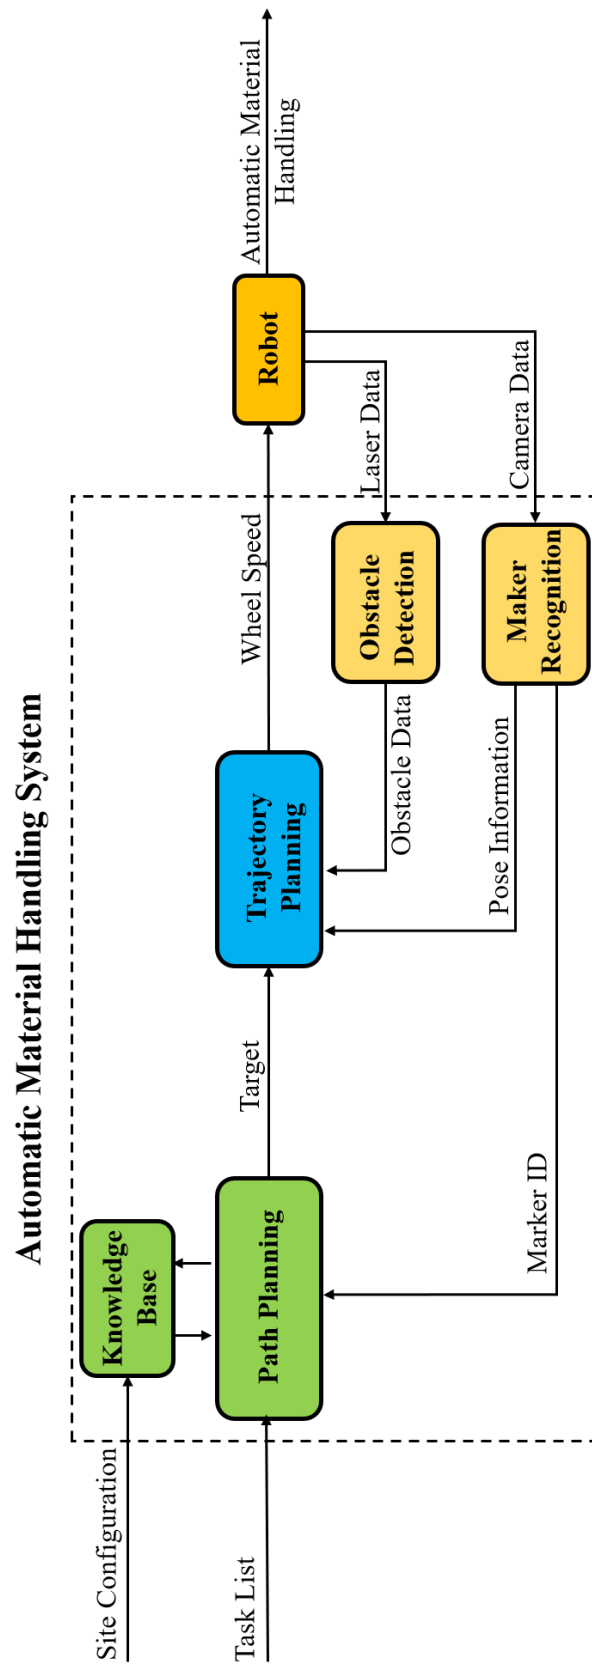 Automatic Material Handling System
Site Configuration
Knowledge
Base
Task List
Path Planning
Target
Trajectory
Planning
Wheel Speed
Robot
Automatic Material
Handling
Obstacle Data
Obstacle
Detection
Laser Data
Pose Information
Maker
Recognition
Camera Data
Marker ID